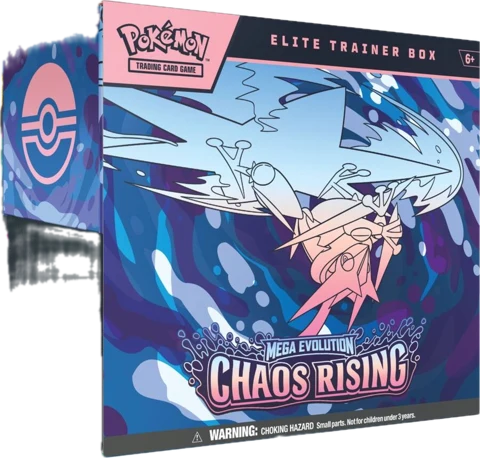 POKéMON
TRADING CARD GAME
ELITE TRAINER BOX
6+
MEGA EVOLUTION
CHAOS RISING
WARNING: CHOKING HAZARD Small parts. Not for children under 3 years.